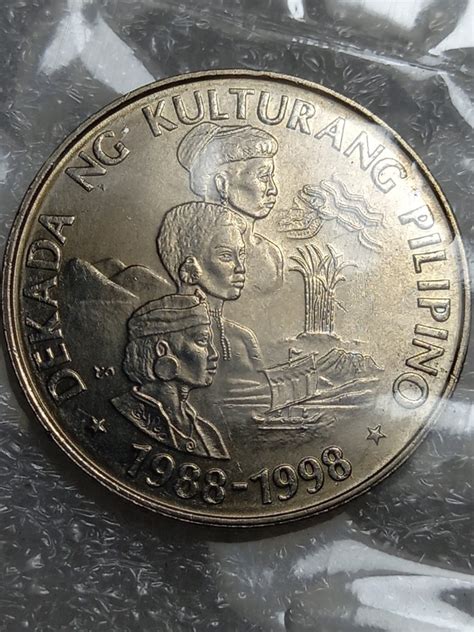 DEKADA NG KULTURANG PILIPINO
1988-1998